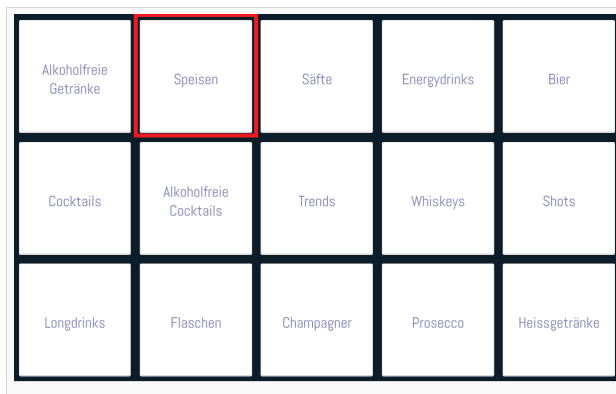 Alkoholfreie
Getränke
Speisen
Säfte
Energydrinks
Bier
Cocktails
Alkoholfreie
Cocktails
Trends
Whiskeys
Shots
Longdrinks
Flaschen
Champagner
Prosecco
Heissgetränke